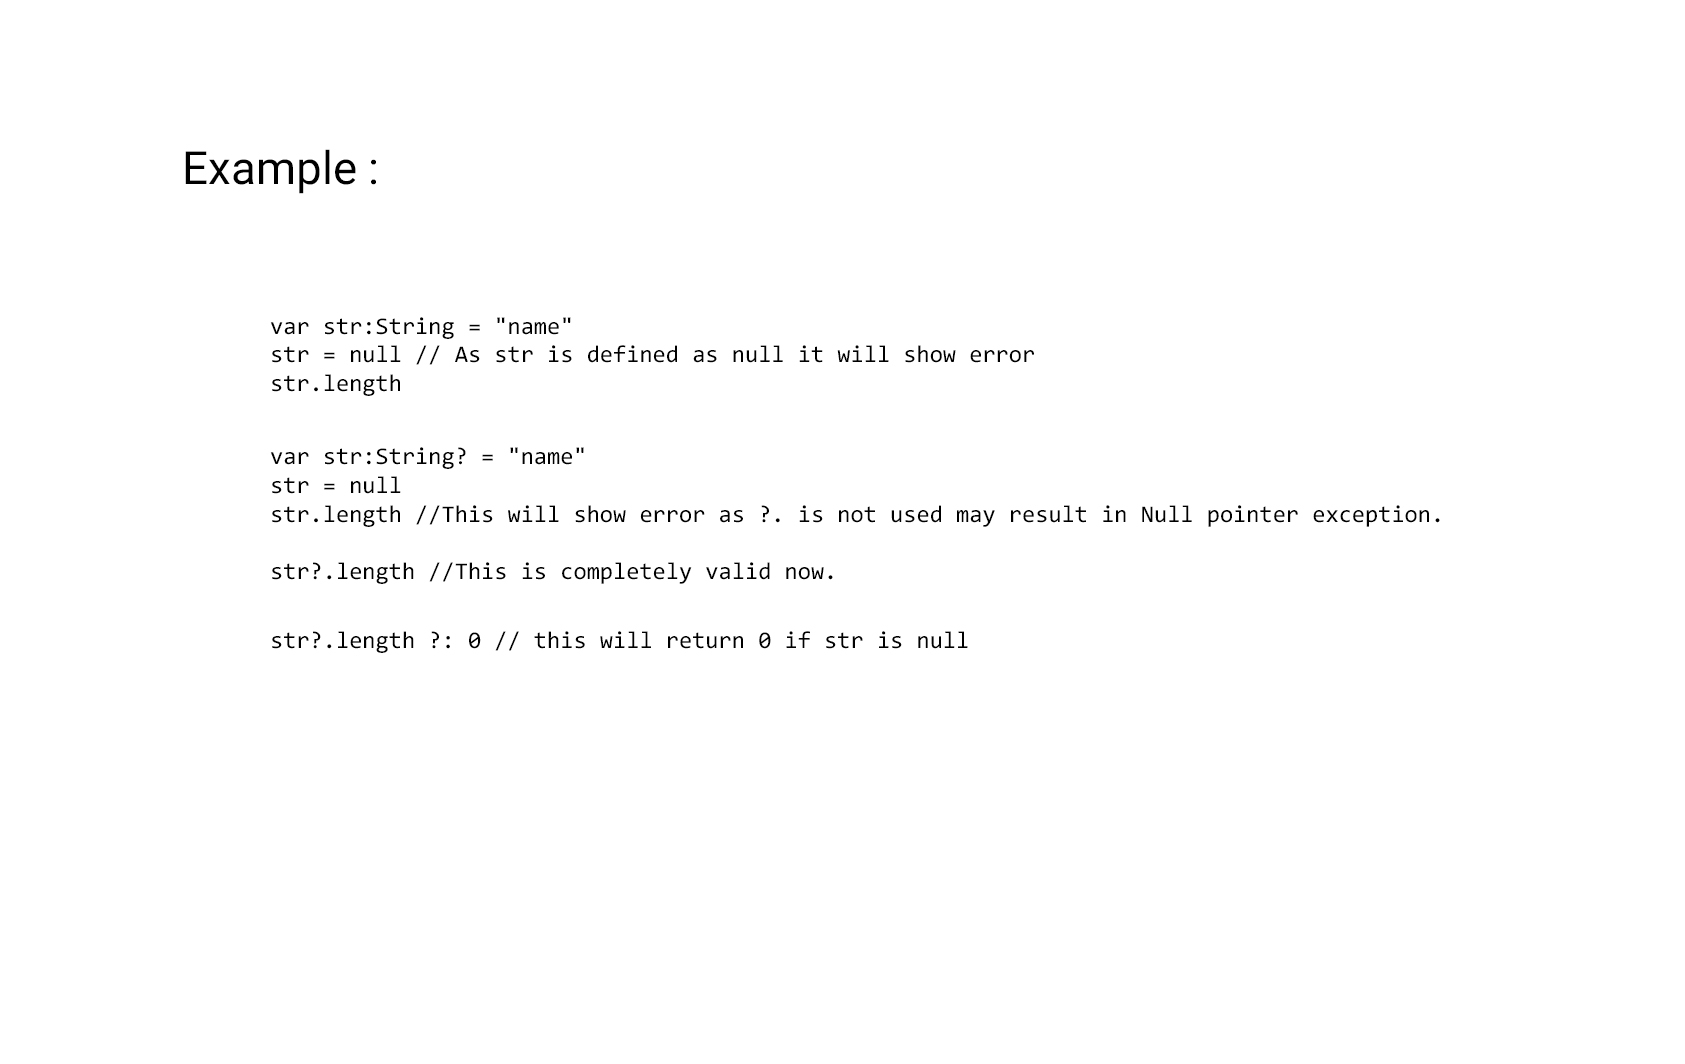 Example :
var str:String = "name"
str = null // As str is defined as null it will show error
str.length
var str:String? = "name"
str = null
str.length //This will show error as ?. is not used may result in Null pointer exception.
str?.length //This is completely valid now.
str?.length ?: 0 // this will return 0 if str is null